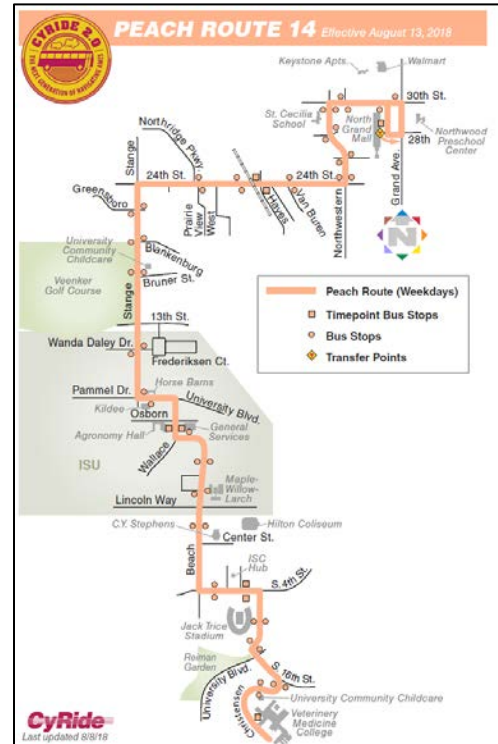 CYRIDE 2.0
THE NEXT GENERATION OF NAVIGATING AMES
PEACH ROUTE 14 Effective August 13, 2018
Keystone Apts.
Walmart
30th St.
St. Cecilia
School
North
Grand
Mall
Northwood
Preschool
Center
28th
Grand Ave.
Northridge Pkwy.
Stange
24th St.
24th St.
Hayes
Van Buren
Northwestern
Prairie
View
West
Greensboro
N
University
Community
Childcare
Blankenburg
Bruner St.
Veenker
Golf Course
Stange
13th St.
Wanda Daley Dr.
Frederiksen Ct.
Peach Route (Weekdays)
Timepoint Bus Stops
Bus Stops
Transfer Points
Pammel Dr.
Horse Barns
University Blvd.
Kildee
Osborn
Agronomy Hall
General
Services
Wallace
ISU
Maple-
Willow-
Larch
Lincoln Way
C.Y. Stephens
Hilton Coliseum
Center St.
Beach
ISC
Hub
S. 4th St.
Jack Trice
Stadium
Reiman
Garden
University Blvd.
S. 16th St.
University Community Childcare
Christensen
Veterinary
Medicine
College
CyRide
Last updated 8/8/18